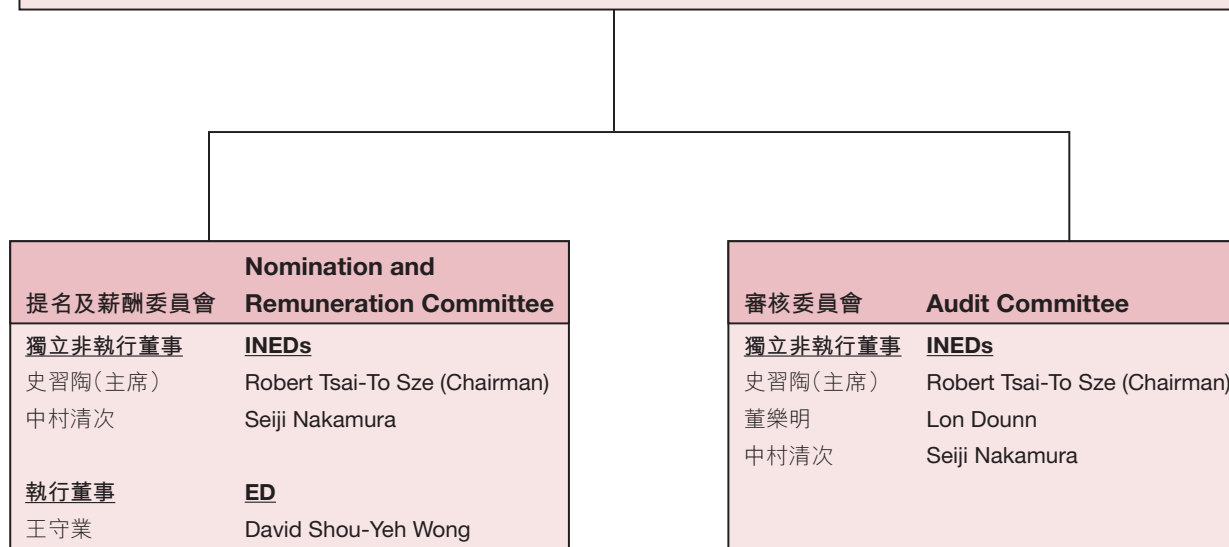 Nomination and
提名及薪酬委員會 Remuneration Committee
獨立非執行董事 INEDs
史習陶(主席) Robert Tsai-To Sze (Chairman)
中村清次 Seiji Nakamura
執行董事 ED
王守業 David Shou-Yeh Wong
審核委員會 Audit Committee
獨立非執行董事 INEDs
史習陶(主席) Robert Tsai-To Sze (Chairman)
董樂明 Lon Dounn
中村清次 Seiji Nakamura